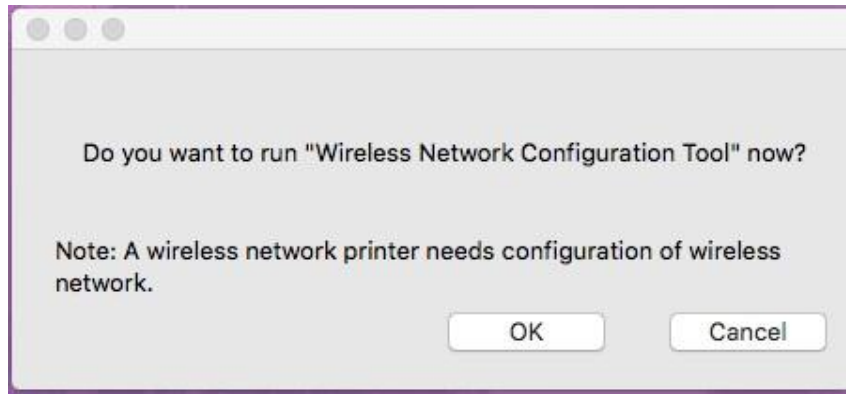 Do you want to run "Wireless Network Configuration Tool" now?
Note: A wireless network printer needs configuration of wireless
network.
OK Cancel